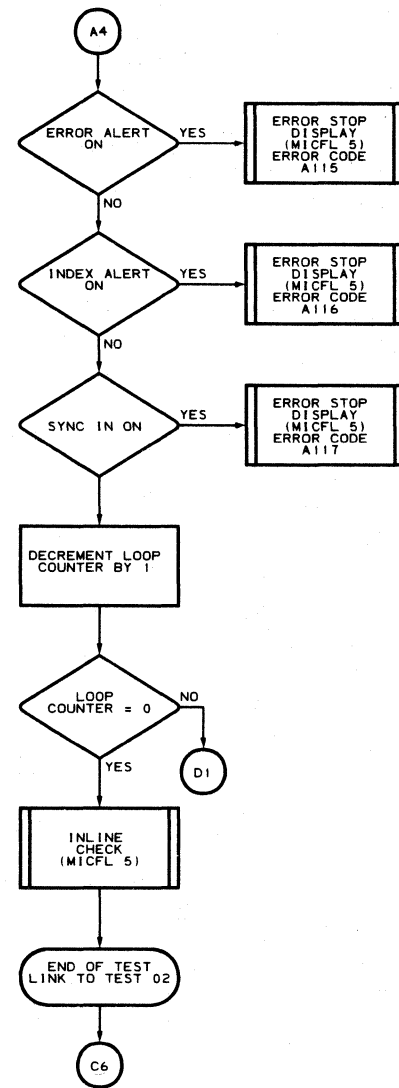 A4
ERROR ALERT
ON
YES
ERROR STOP
DISPLAY
(MICFL 5)
ERROR CODE
A115
NO
INDEX ALERT
ON
YES
ERROR STOP
DISPLAY
(MICFL 5)
ERROR CODE
A116
NO
SYNC IN ON
YES
ERROR STOP
DISPLAY
(MICFL 5)
ERROR CODE
A117
DECREMENT LOOP
COUNTER BY 1
LOOP
COUNTER = 0
NO
D1
YES
INLINE
CHECK
(MICFL 5)
END OF TEST
LINK TO TEST 02
C6